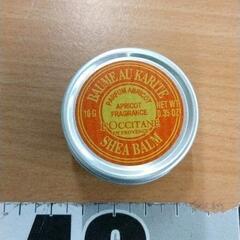 BAUME AU KARITÉ
PARFUM ABRICOT
APRICOT
FRAGRANCE
10 G
NET WT.
0.35 OZ
L'OCCITANE
EN PROVENCE
SHEA BALM